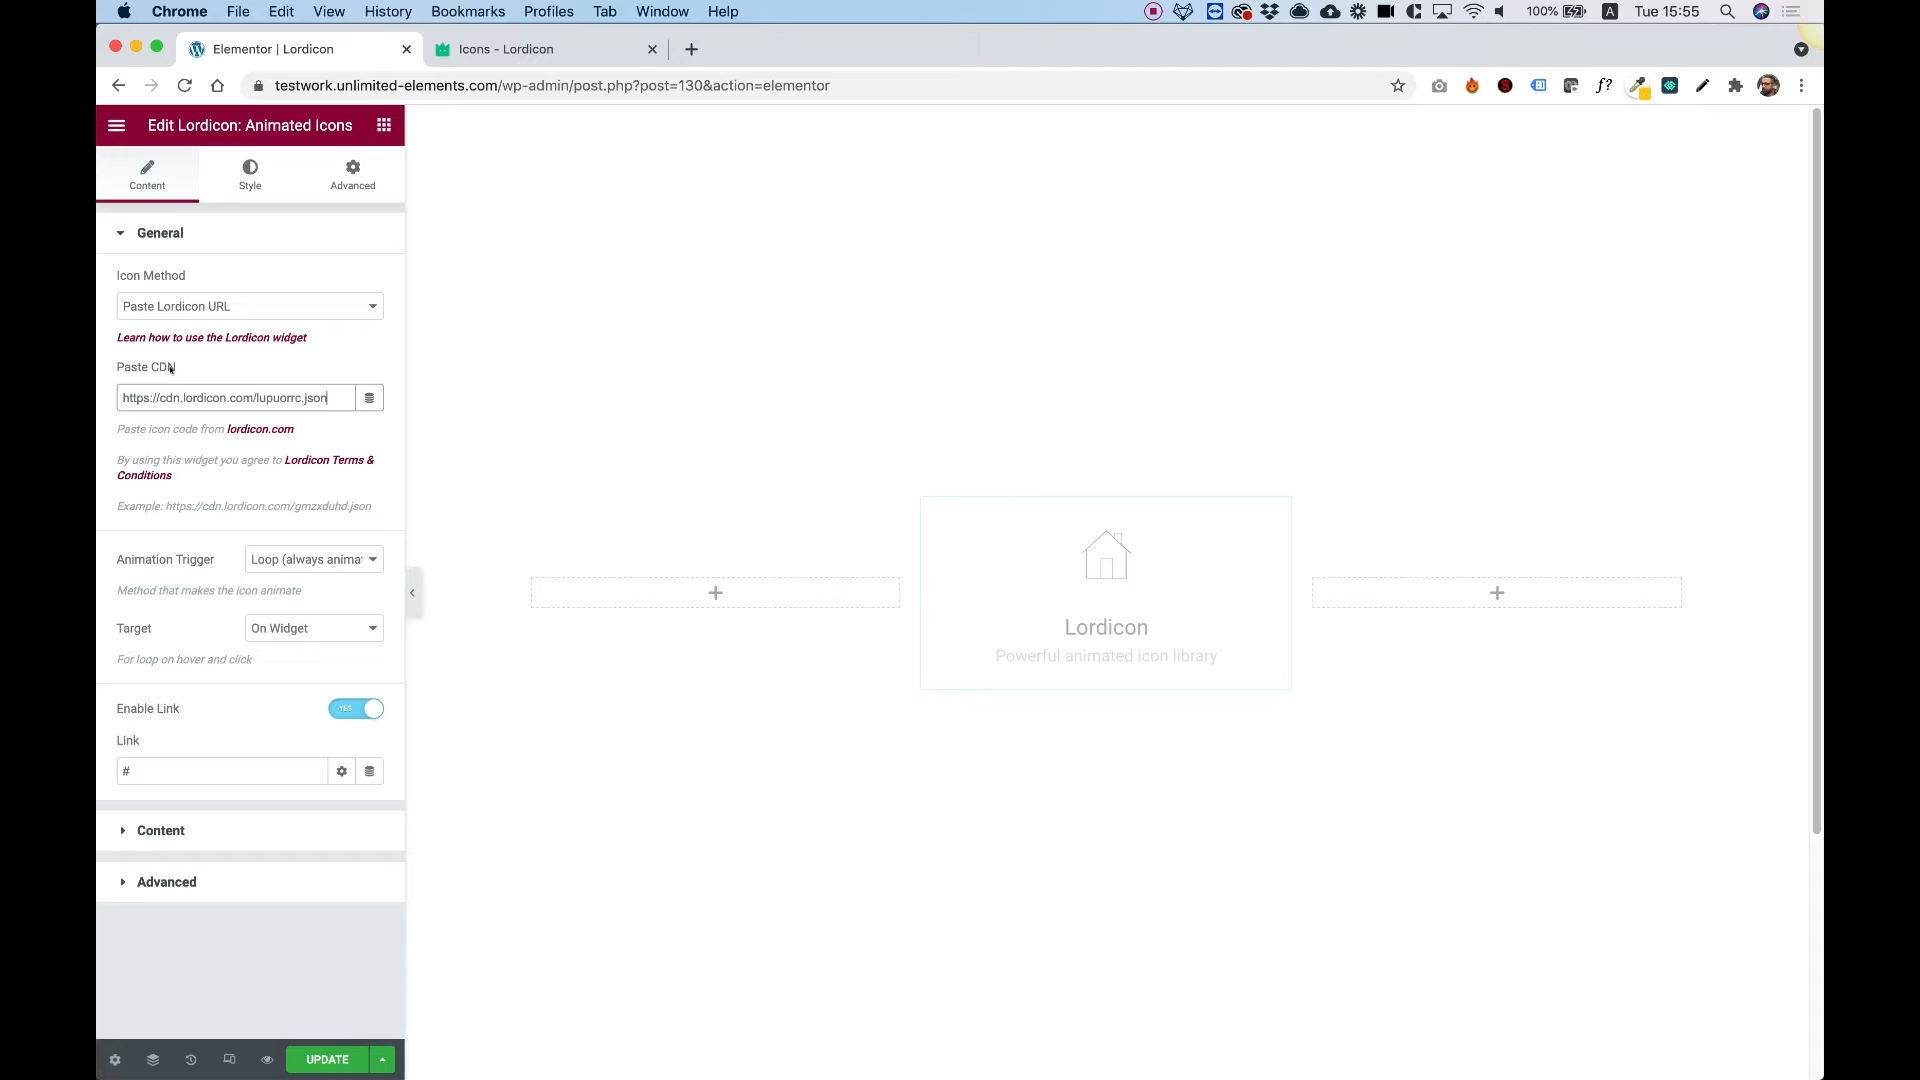 Chrome File Edit View History Bookmarks Profiles Tab Window Help 100% A Tue 15:55
Elementor | Lordicon Icons - Lordicon
testwork.unlimited-elements.com/wp-admin/post.php?post=130&action=elementor
Edit Lordicon: Animated Icons
Content Style Advanced
General
Icon Method
Paste Lordicon URL
Learn how to use the Lordicon widget
Paste CDN
https://cdn.lordicon.com/lupuorrc.json
Paste icon code from lordicon.com
By using this widget you agree to Lordicon Terms &
Conditions
Example: https://cdn.lordicon.com/gmzxduhd.json
Animation Trigger Loop (always anima
Method that makes the icon animate
Target On Widget
For loop on hover and click
Enable Link YES
Link
#
Content
Advanced
UPDATE
Lordicon
Powerful animated icon library